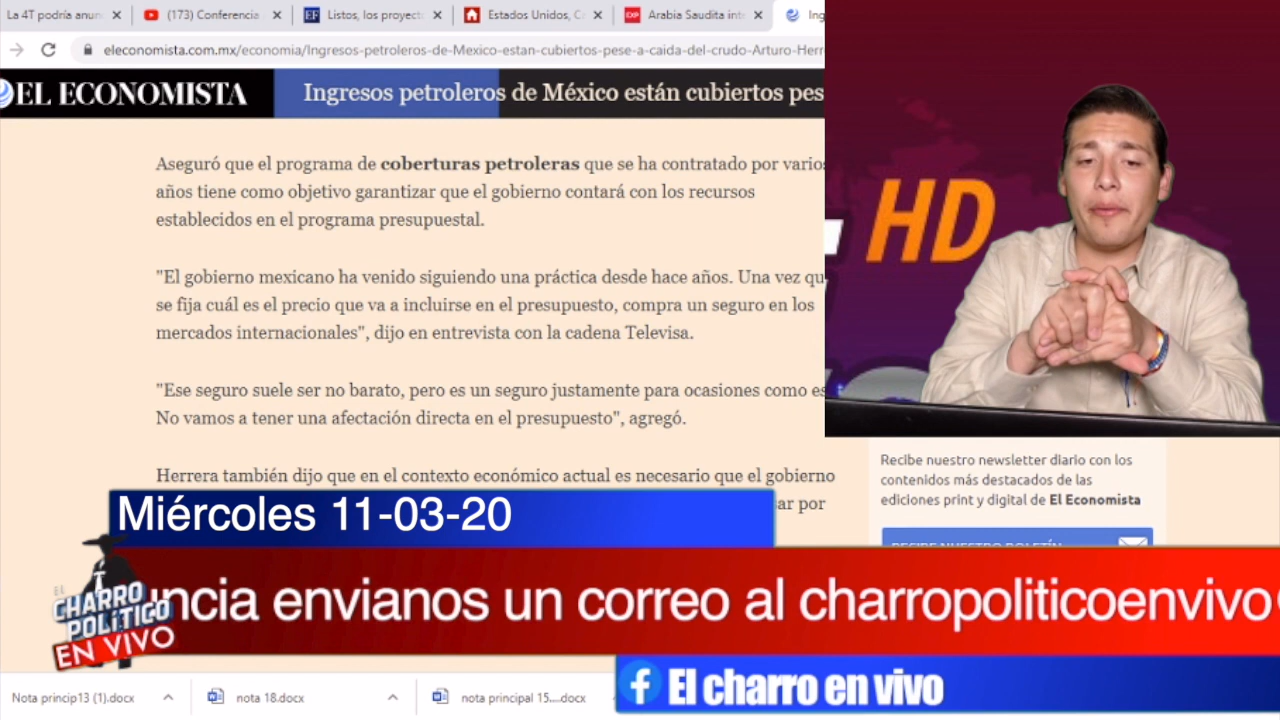 La 4T podría anun
(173) Conferencia
Listos, los proyect
Estados Unidos, C
Arabia Saudita int
Ing
eleconomista.com.mx/economia/Ingresos-petroleros-de-Mexico-estan-cubiertos-pese-a-caida-del-crudo-Arturo-Herr
EL ECONOMISTA
Ingresos petroleros de México están cubiertos pes
HD
Aseguró que el programa de coberturas petroleras que se ha contratado por varios
años tiene como objetivo garantizar que el gobierno contará con los recursos
establecidos en el programa presupuestal.
"El gobierno mexicano ha venido siguiendo una práctica desde hace años. Una vez qu
se fija cuál es el precio que va a incluirse en el presupuesto, compra un seguro en los
mercados internacionales", dijo en entrevista con la cadena Televisa.
"Ese seguro suele ser no barato, pero es un seguro justamente para ocasiones como es
No vamos a tener una afectación directa en el presupuesto", agregó.
Herrera también dijo que en el contexto económico actual es necesario que el gobierno
ar por
Recibe nuestro newsletter diario con los
contenidos más destacados de las
ediciones print y digital de El Economista
RECIBE NUESTRO BOLETÍN
Miércoles 11-03-20
uncia envianos un correo al charropoliticoenvivo
EL
CHARRO
POLÍTICO
EN VIVO
El charro en vivo
Nota princip13 (1).docx
nota 18.docx
nota principal 15....docx